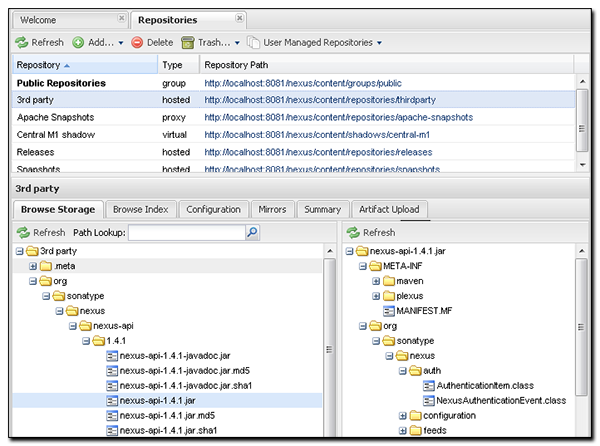 Welcome Repositories
Refresh Add... Delete Trash... User Managed Repositories
Repository Type Repository Path
Public Repositories group http://localhost:8081/nexus/content/groups/public
3rd party hosted http://localhost:8081/nexus/content/repositories/thirdparty
Apache Snapshots proxy http://localhost:8081/nexus/content/repositories/apache-snapshots
Central M1 shadow virtual http://localhost:8081/nexus/content/shadows/central-m1
Releases hosted http://localhost:8081/nexus/content/repositories/releases
Snapshots hosted http://localhost:8081/nexus/content/repositories/snapshots
3rd party
Browse Storage Browse Index Configuration Mirrors Summary Artifact Upload
Refresh Path Lookup:
3rd party
.meta
org
sonatype
nexus
nexus-api
1.4.1
nexus-api-1.4.1-javadoc.jar
nexus-api-1.4.1-javadoc.jar.md5
nexus-api-1.4.1-javadoc.jar.sha1
nexus-api-1.4.1.jar
nexus-api-1.4.1.jar.md5
nexus-api-1.4.1.jar.sha1
Refresh
nexus-api-1.4.1.jar
META-INF
maven
plexus
MANIFEST.MF
org
sonatype
nexus
auth
AuthenticationItem.class
NexusAuthenticationEvent.class
configuration
feeds